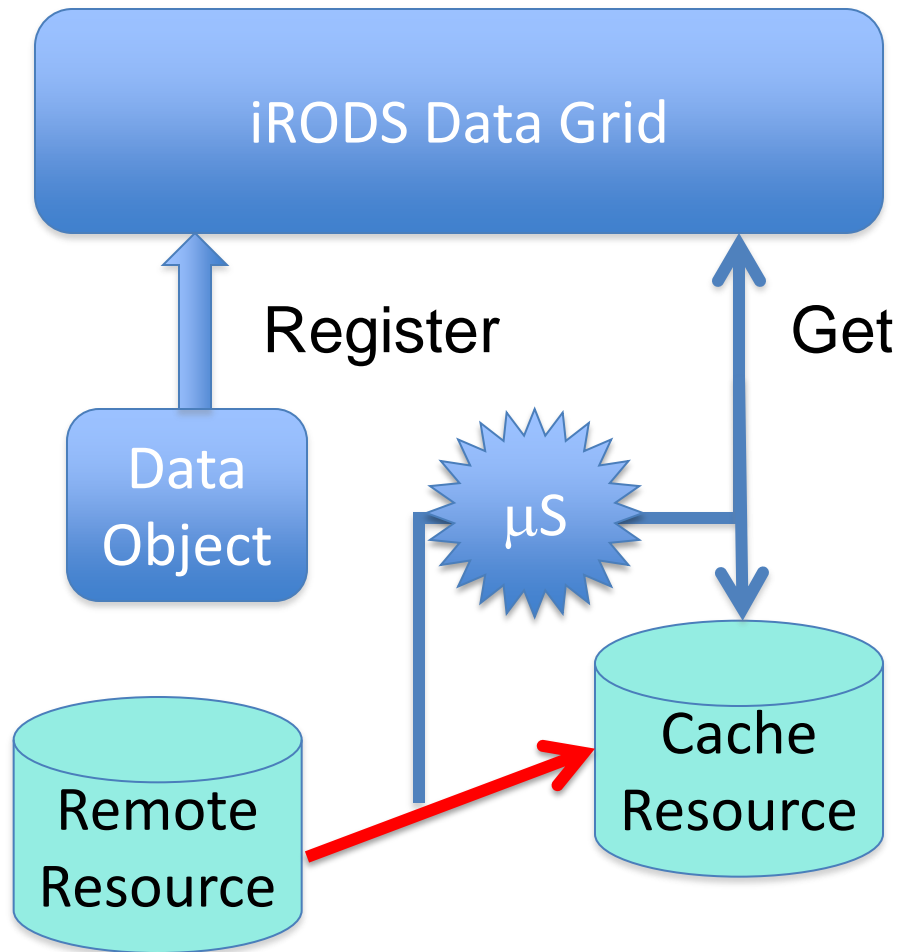 iRODS Data Grid
Register
Get
Data
Object
µS
Cache
Resource
Remote
Resource